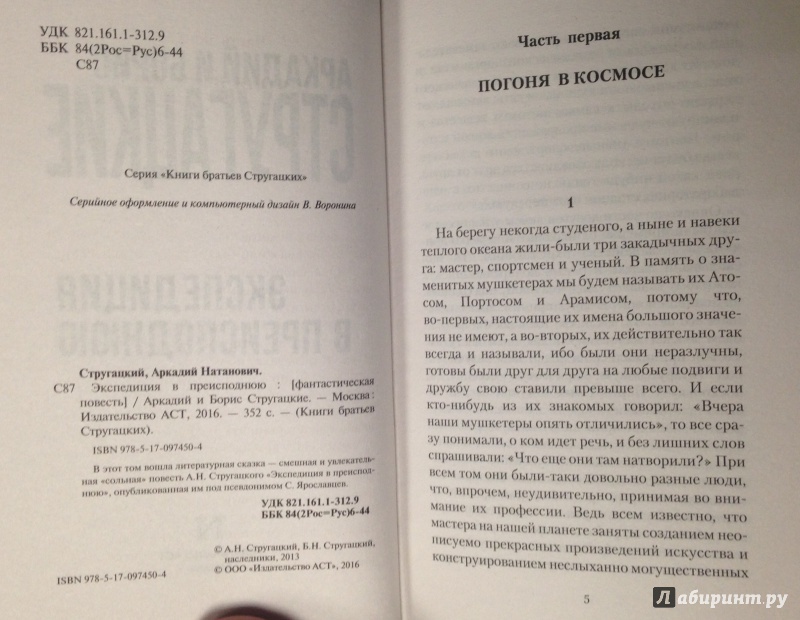 УДК 821.161.1-312.9
ББК 84(2Рос=Рус)6-44
С87
Серия «Книги братьев Стругацких»
Серийное оформление и компьютерный дизайн В. Воронина
Стругацкий, Аркадий Натанович.
С87 Экспедиция в преисподнюю : [фантастическая
повесть] / Аркадий и Борис Стругацкие. — Москва :
Издательство АСТ, 2016. — 352 с. — (Книги братьев
Стругацких).
ISBN 978-5-17-097450-4
В этот том вошла литературная сказка — смешная и увлекатель-
ная «сольная» повесть А.Н. Стругацкого «Экспедиция в преиспод-
нюю», опубликованная им под псевдонимом С. Ярославцев.
УДК 821.161.1-312.9
ББК 84(2Рос=Рус)6-44
© А.Н. Стругацкий, Б.Н. Стругацкий,
наследники, 2013
© ООО «Издательство АСТ», 2016
ISBN 978-5-17-097450-4
Часть первая
ПОГОНЯ В КОСМОСЕ
1
На берегу некогда студеного, а ныне и навеки
теплого океана жили-были три закадычных дру-
га: мастер, спортсмен и ученый. В память о зна-
менитых мушкетерах мы будем называть их Ато-
сом, Портосом и Арамисом, потому что,
во-первых, настоящие их имена большого значе-
ния не имеют, а во-вторых, их действительно так
всегда и называли, ибо были они неразлучны,
готовы были друг для друга на любые подвиги и
дружбу свою ставили превыше всего. И если
кто-нибудь из их знакомых говорил: «Вчера
наши мушкетеры опять отличились», то все сра-
зу понимали, о ком идет речь, и без лишних слов
спрашивали: «Что еще они там натворили?» При
всем том они были-таки довольно разные люди,
что, впрочем, неудивительно, принимая во вни-
мание их профессии. Ведь всем известно, что
мастера на нашей планете заняты созданием нео-
писуемо прекрасных произведений искусства и
конструированием неслыханно могущественных
5
Лабиринт.ру